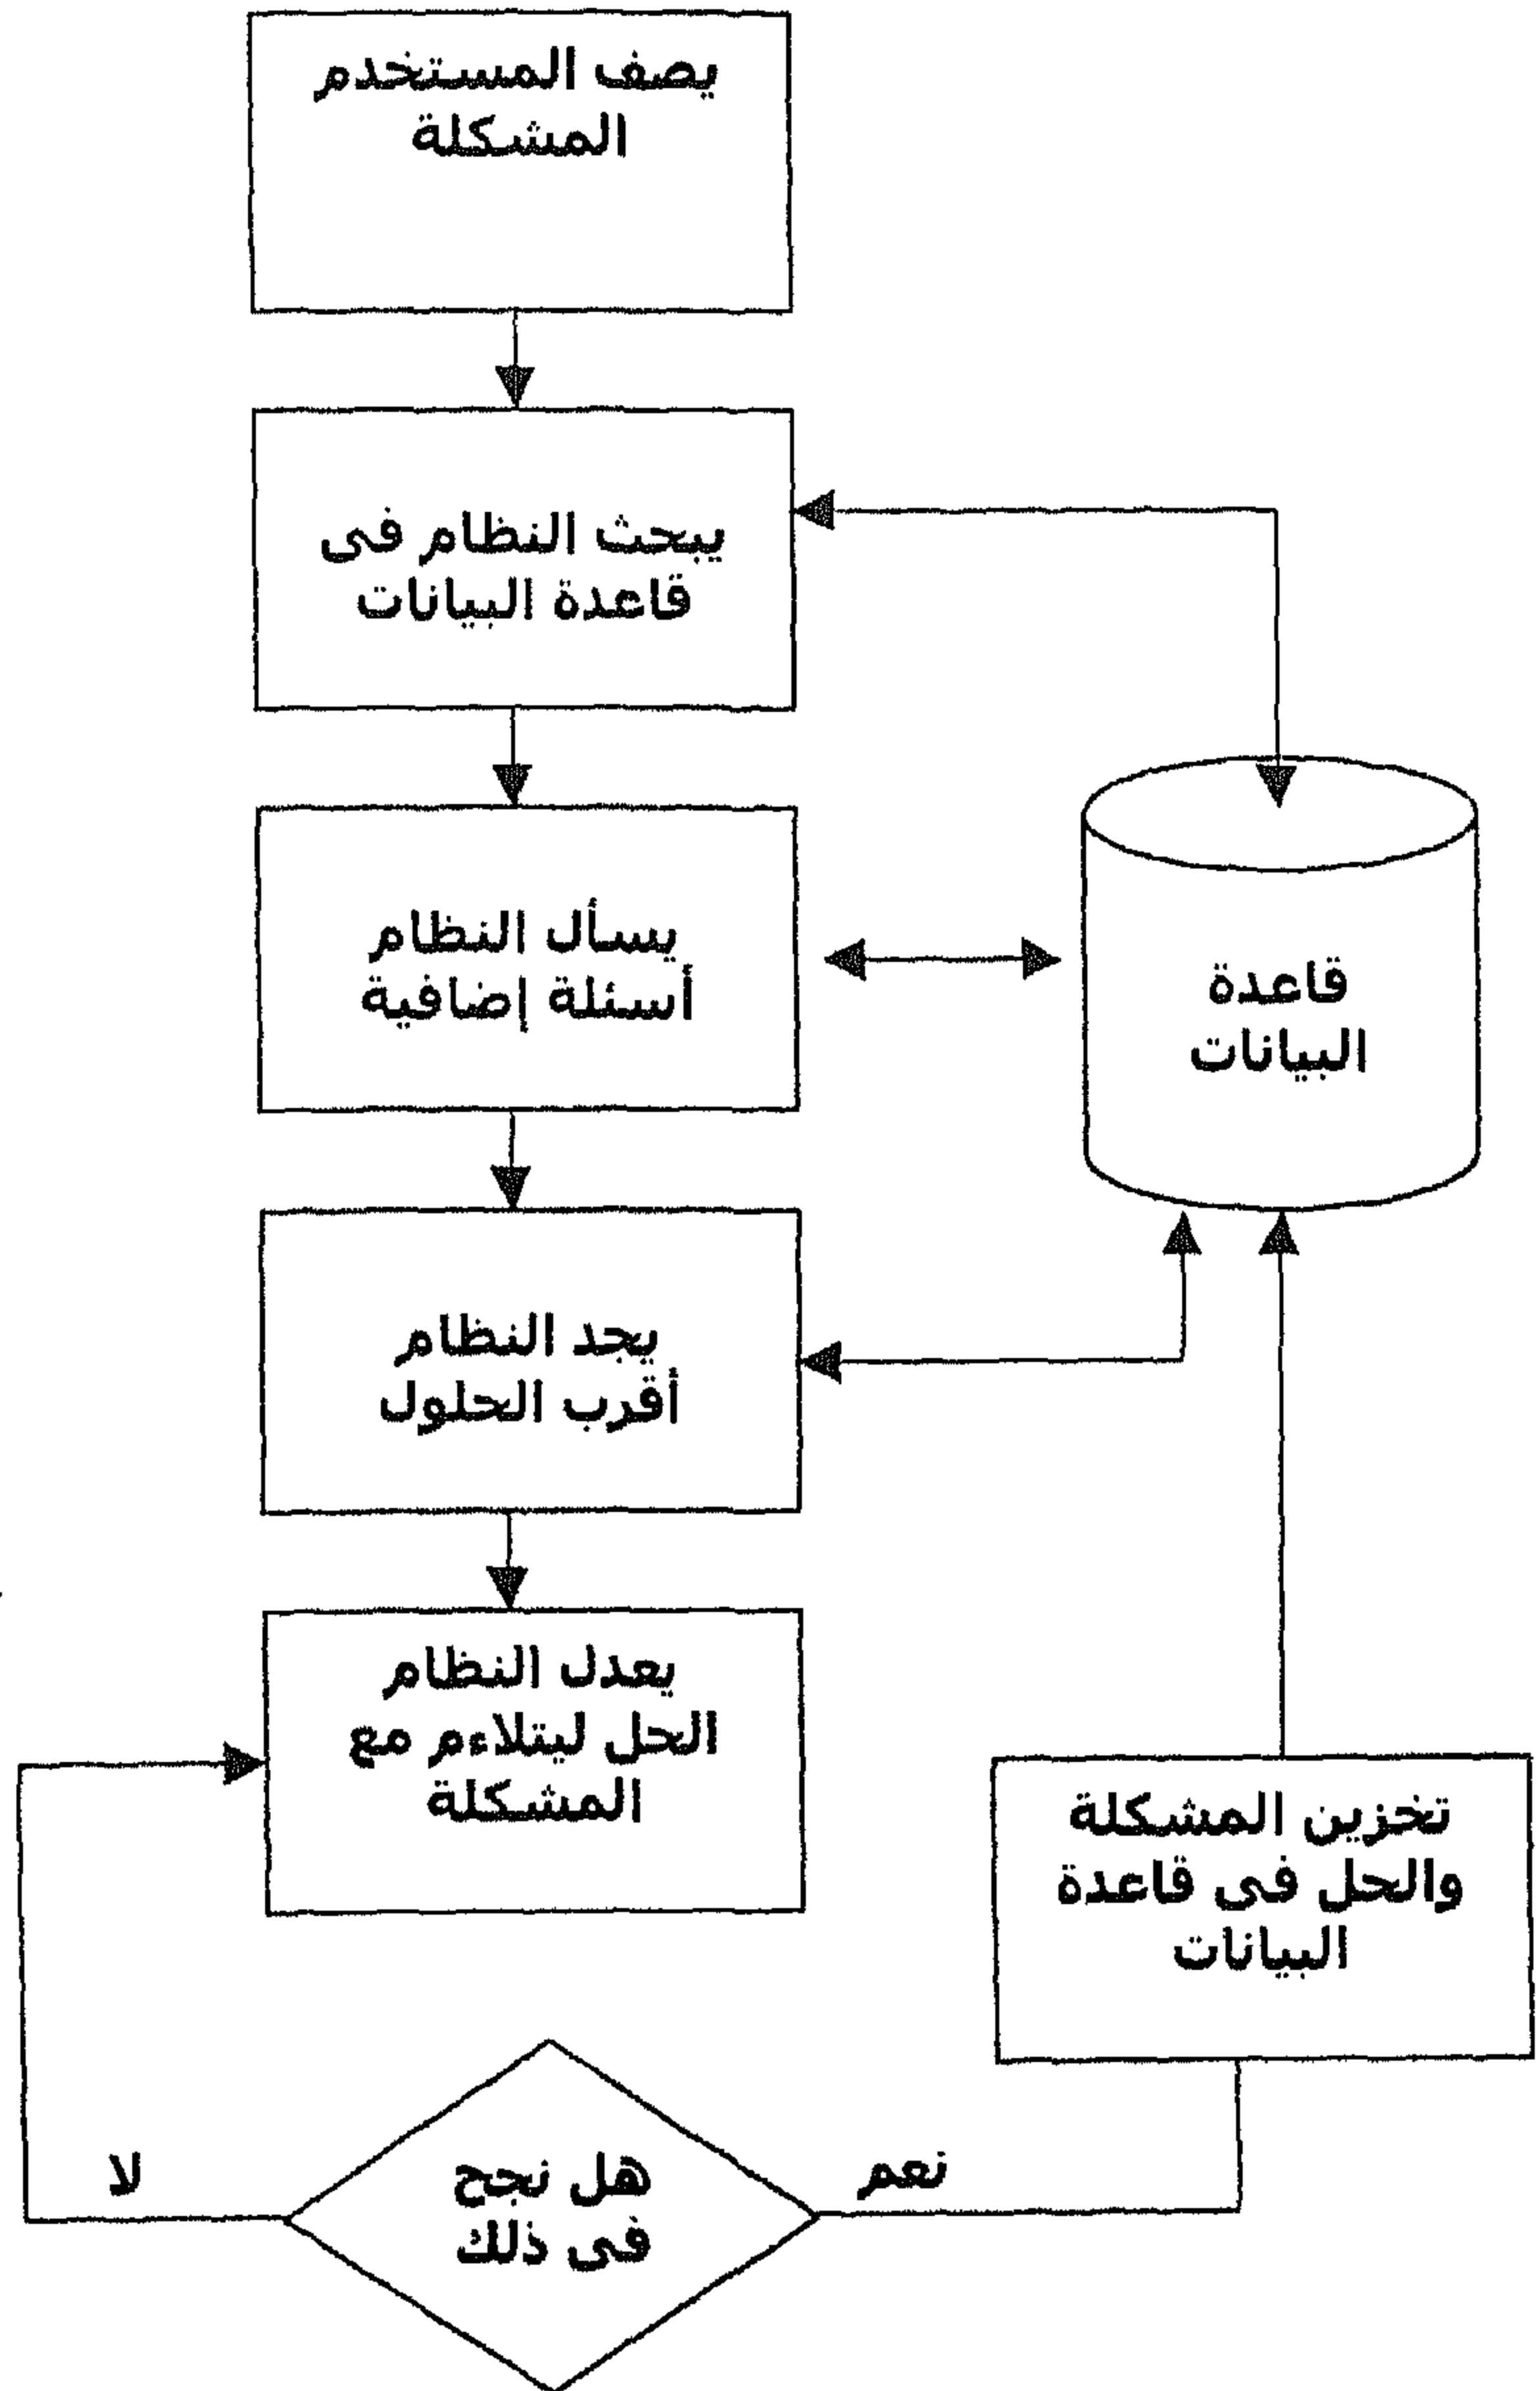 يصف المستخدم
المشكلة
يبحث النظام فى
قاعدة البيانات
يسأل النظام
أسئلة إضافية
قاعدة
البيانات
يجد النظام
أقرب الحلول
يعدل النظام
الحل ليتلاءم مع
المشكلة
تخزين المشكلة
والحل فى قاعدة
البيانات
هل نجح
فى ذلك
نعم
لا